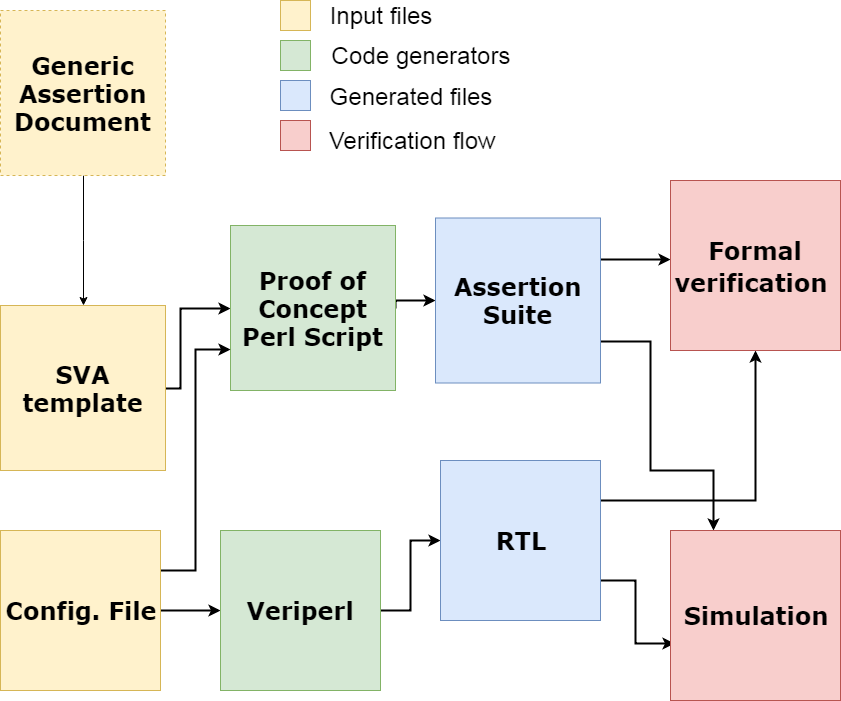 Input files
Code generators
Generated files
Verification flow
Generic
Assertion
Document
Proof of
Concept
Perl Script
Assertion
Suite
Formal
verification
SVA
template
Config. File
Veriperl
RTL
Simulation